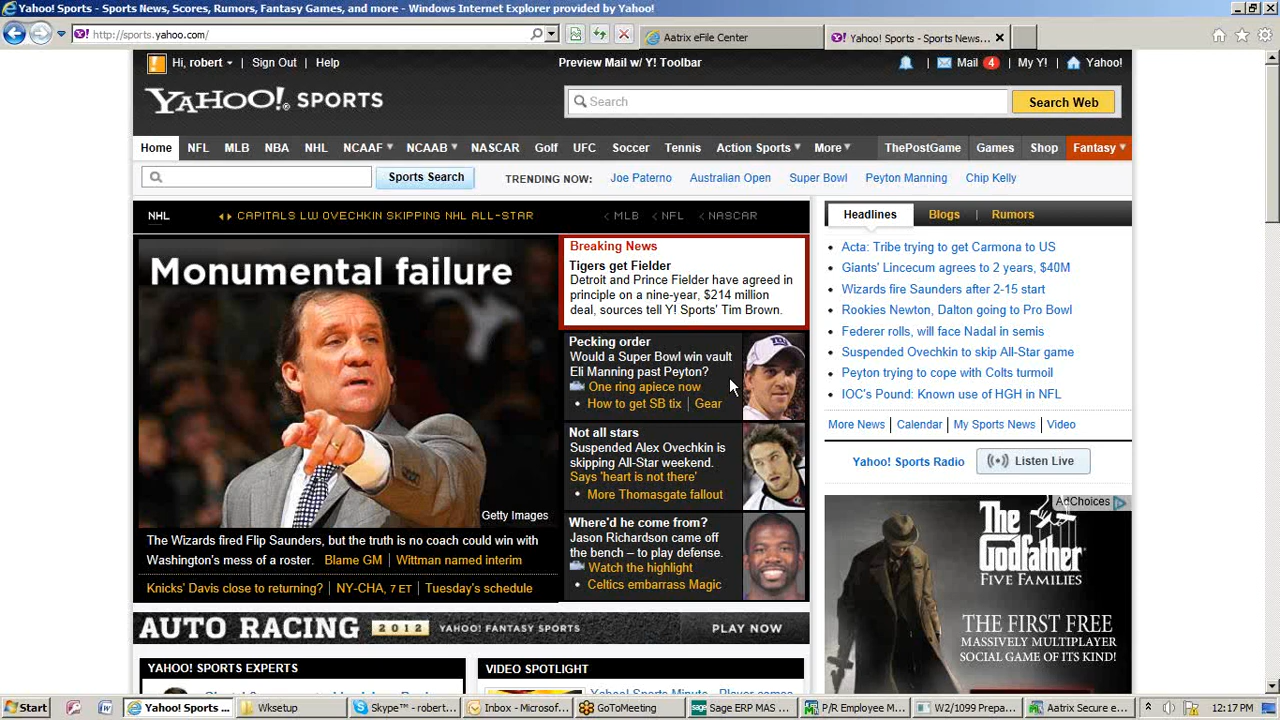 Yahoo! Sports - Sports News, Scores, Rumors, Fantasy Games, and more - Windows Internet Explorer provided by Yahoo!
http://sports.yahoo.com/
Aatrix eFile Center
Yahoo! Sports - Sports News...
Hi, robert
Sign Out
Help
Preview Mail w/ Y! Toolbar
Mail 4
My Y!
Yahoo!
YAHOO! SPORTS
Search
Search Web
Home NFL MLB NBA NHL NCAAF NCAAB NASCAR Golf UFC Soccer Tennis Action Sports More ThePostGame Games Shop Fantasy
Sports Search
TRENDING NOW: Joe Paterno Australian Open Super Bowl Peyton Manning Chip Kelly
NHL CAPITALS LW OVECHKIN SKIPPING NHL ALL-STAR < MLB < NFL < NASCAR
Monumental failure
Getty Images
The Wizards fired Flip Saunders, but the truth is no coach could win with
Washington's mess of a roster. Blame GM | Wittman named interim
Knicks' Davis close to returning? | NY-CHA, 7 ET | Tuesday's schedule
Breaking News
Tigers get Fielder
Detroit and Prince Fielder have agreed in
principle on a nine-year, $214 million
deal, sources tell Y! Sports' Tim Brown.
Pecking order
Would a Super Bowl win vault
Eli Manning past Peyton?
One ring apiece now
• How to get SB tix | Gear
Not all stars
Suspended Alex Ovechkin is
skipping All-Star weekend.
Says 'heart is not there'
• More Thomasgate fallout
Where'd he come from?
Jason Richardson came off
the bench – to play defense.
Watch the highlight
• Celtics embarrass Magic
Headlines
Blogs
Rumors
• Acta: Tribe trying to get Carmona to US
• Giants' Lincecum agrees to 2 years, $40M
• Wizards fire Saunders after 2-15 start
• Rookies Newton, Dalton going to Pro Bowl
• Federer rolls, will face Nadal in semis
• Suspended Ovechkin to skip All-Star game
• Peyton trying to cope with Colts turmoil
• IOC's Pound: Known use of HGH in NFL
More News | Calendar | My Sports News | Video
Yahoo! Sports Radio
Listen Live
AdChoices
The Godfather
FIVE FAMILIES
THE FIRST FREE
MASSIVELY MULTIPLAYER
SOCIAL GAME OF ITS KIND!
AUTO RACING 2012 YAHOO! FANTASY SPORTS PLAY NOW
YAHOO! SPORTS EXPERTS
VIDEO SPOTLIGHT
Yahoo! Sports Minute - Player comes
Start
Yahoo! Sports ...
Wksetup
Skype™ - robert...
Inbox - Microsof...
GoToMeeting
Sage ERP MAS ...
P/R Employee M...
W2/1099 Prepa...
Aatrix Secure e...
12:17 PM